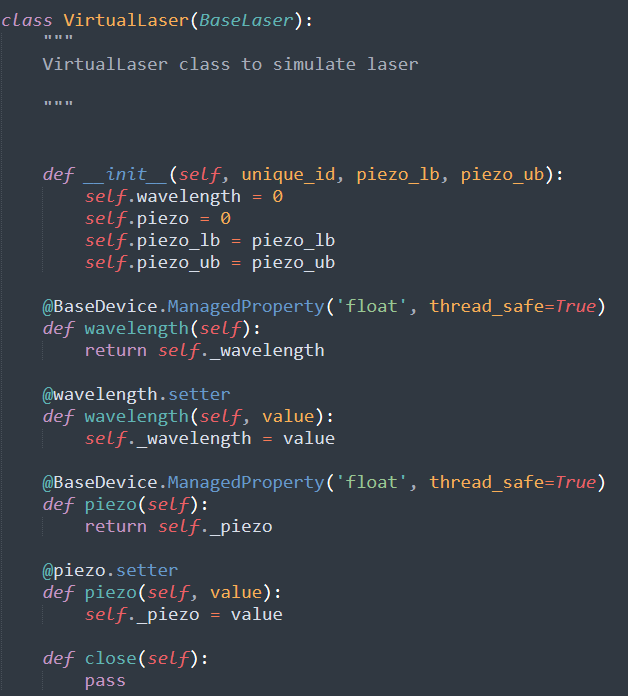 class VirtualLaser(BaseLaser):
"""
VirtualLaser class to simulate laser
"""
def __init__(self, unique_id, piezo_lb, piezo_ub):
self.wavelength = 0
self.piezo = 0
self.piezo_lb = piezo_lb
self.piezo_ub = piezo_ub
@BaseDevice.ManagedProperty('float', thread_safe=True)
def wavelength(self):
return self._wavelength
@wavelength.setter
def wavelength(self, value):
self._wavelength = value
@BaseDevice.ManagedProperty('float', thread_safe=True)
def piezo(self):
return self._piezo
@piezo.setter
def piezo(self, value):
self._piezo = value
def close(self):
pass